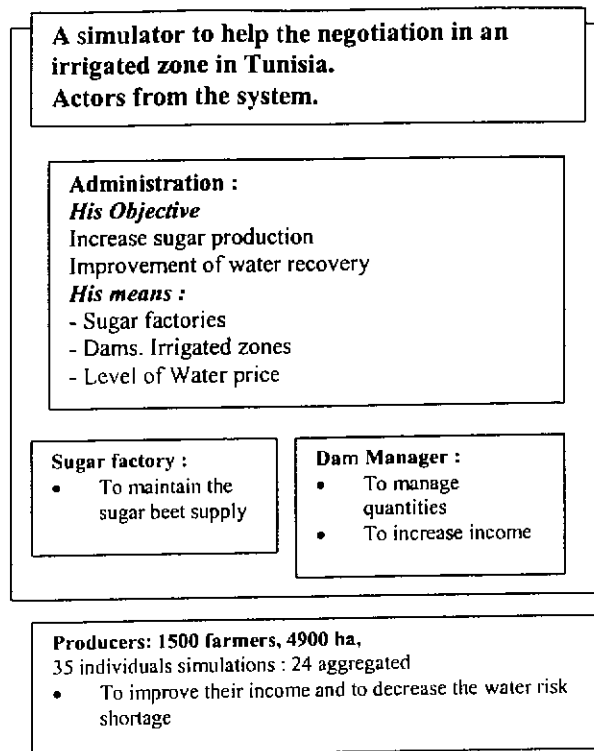 A simulator to help the negotiation in an
irrigated zone in Tunisia.
Actors from the system.
Administration :
His Objective
Increase sugar production
Improvement of water recovery
His means :
- Sugar factories
- Dams. Irrigated zones
- Level of Water price
Sugar factory :
• To maintain the
sugar beet supply
Dam Manager :
• To manage
quantities
• To increase income
Producers: 1500 farmers, 4900 ha,
35 individuals simulations : 24 aggregated
• To improve their income and to decrease the water risk
shortage